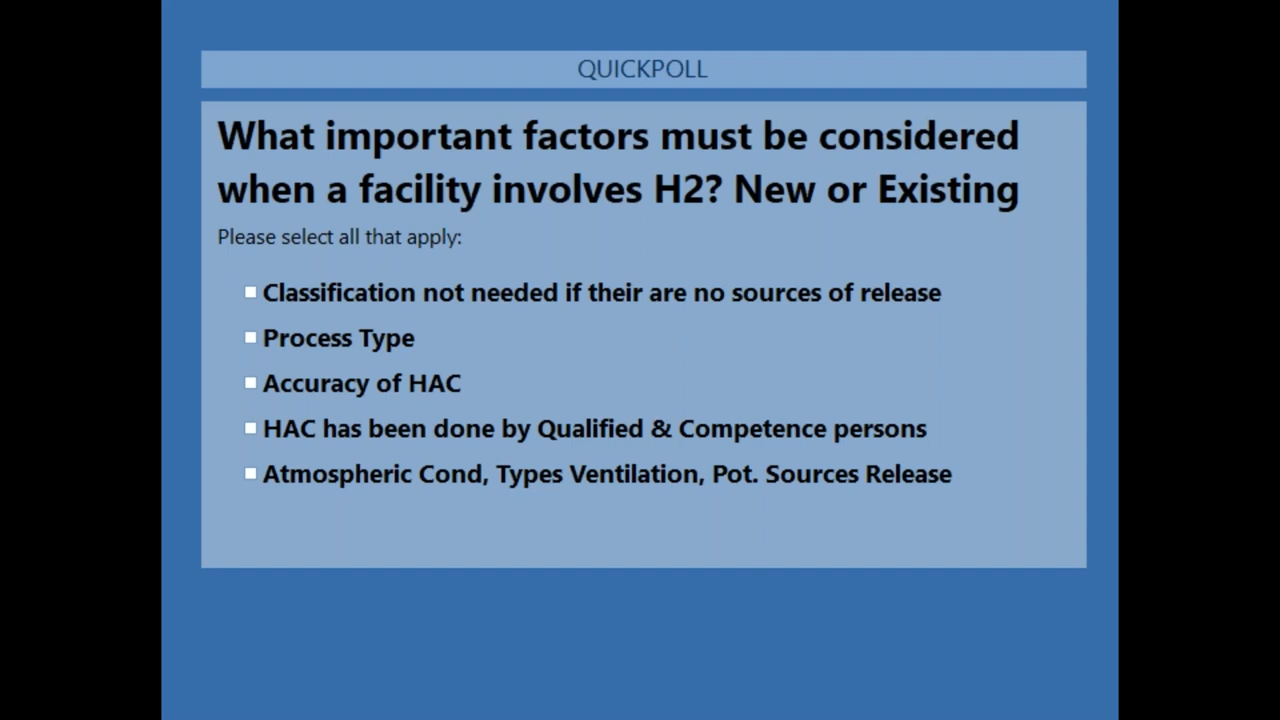 QUICKPOLL
What important factors must be considered
when a facility involves H2? New or Existing
Please select all that apply:
Classification not needed if their are no sources of release
Process Type
Accuracy of HAC
HAC has been done by Qualified & Competence persons
Atmospheric Cond, Types Ventilation, Pot. Sources Release